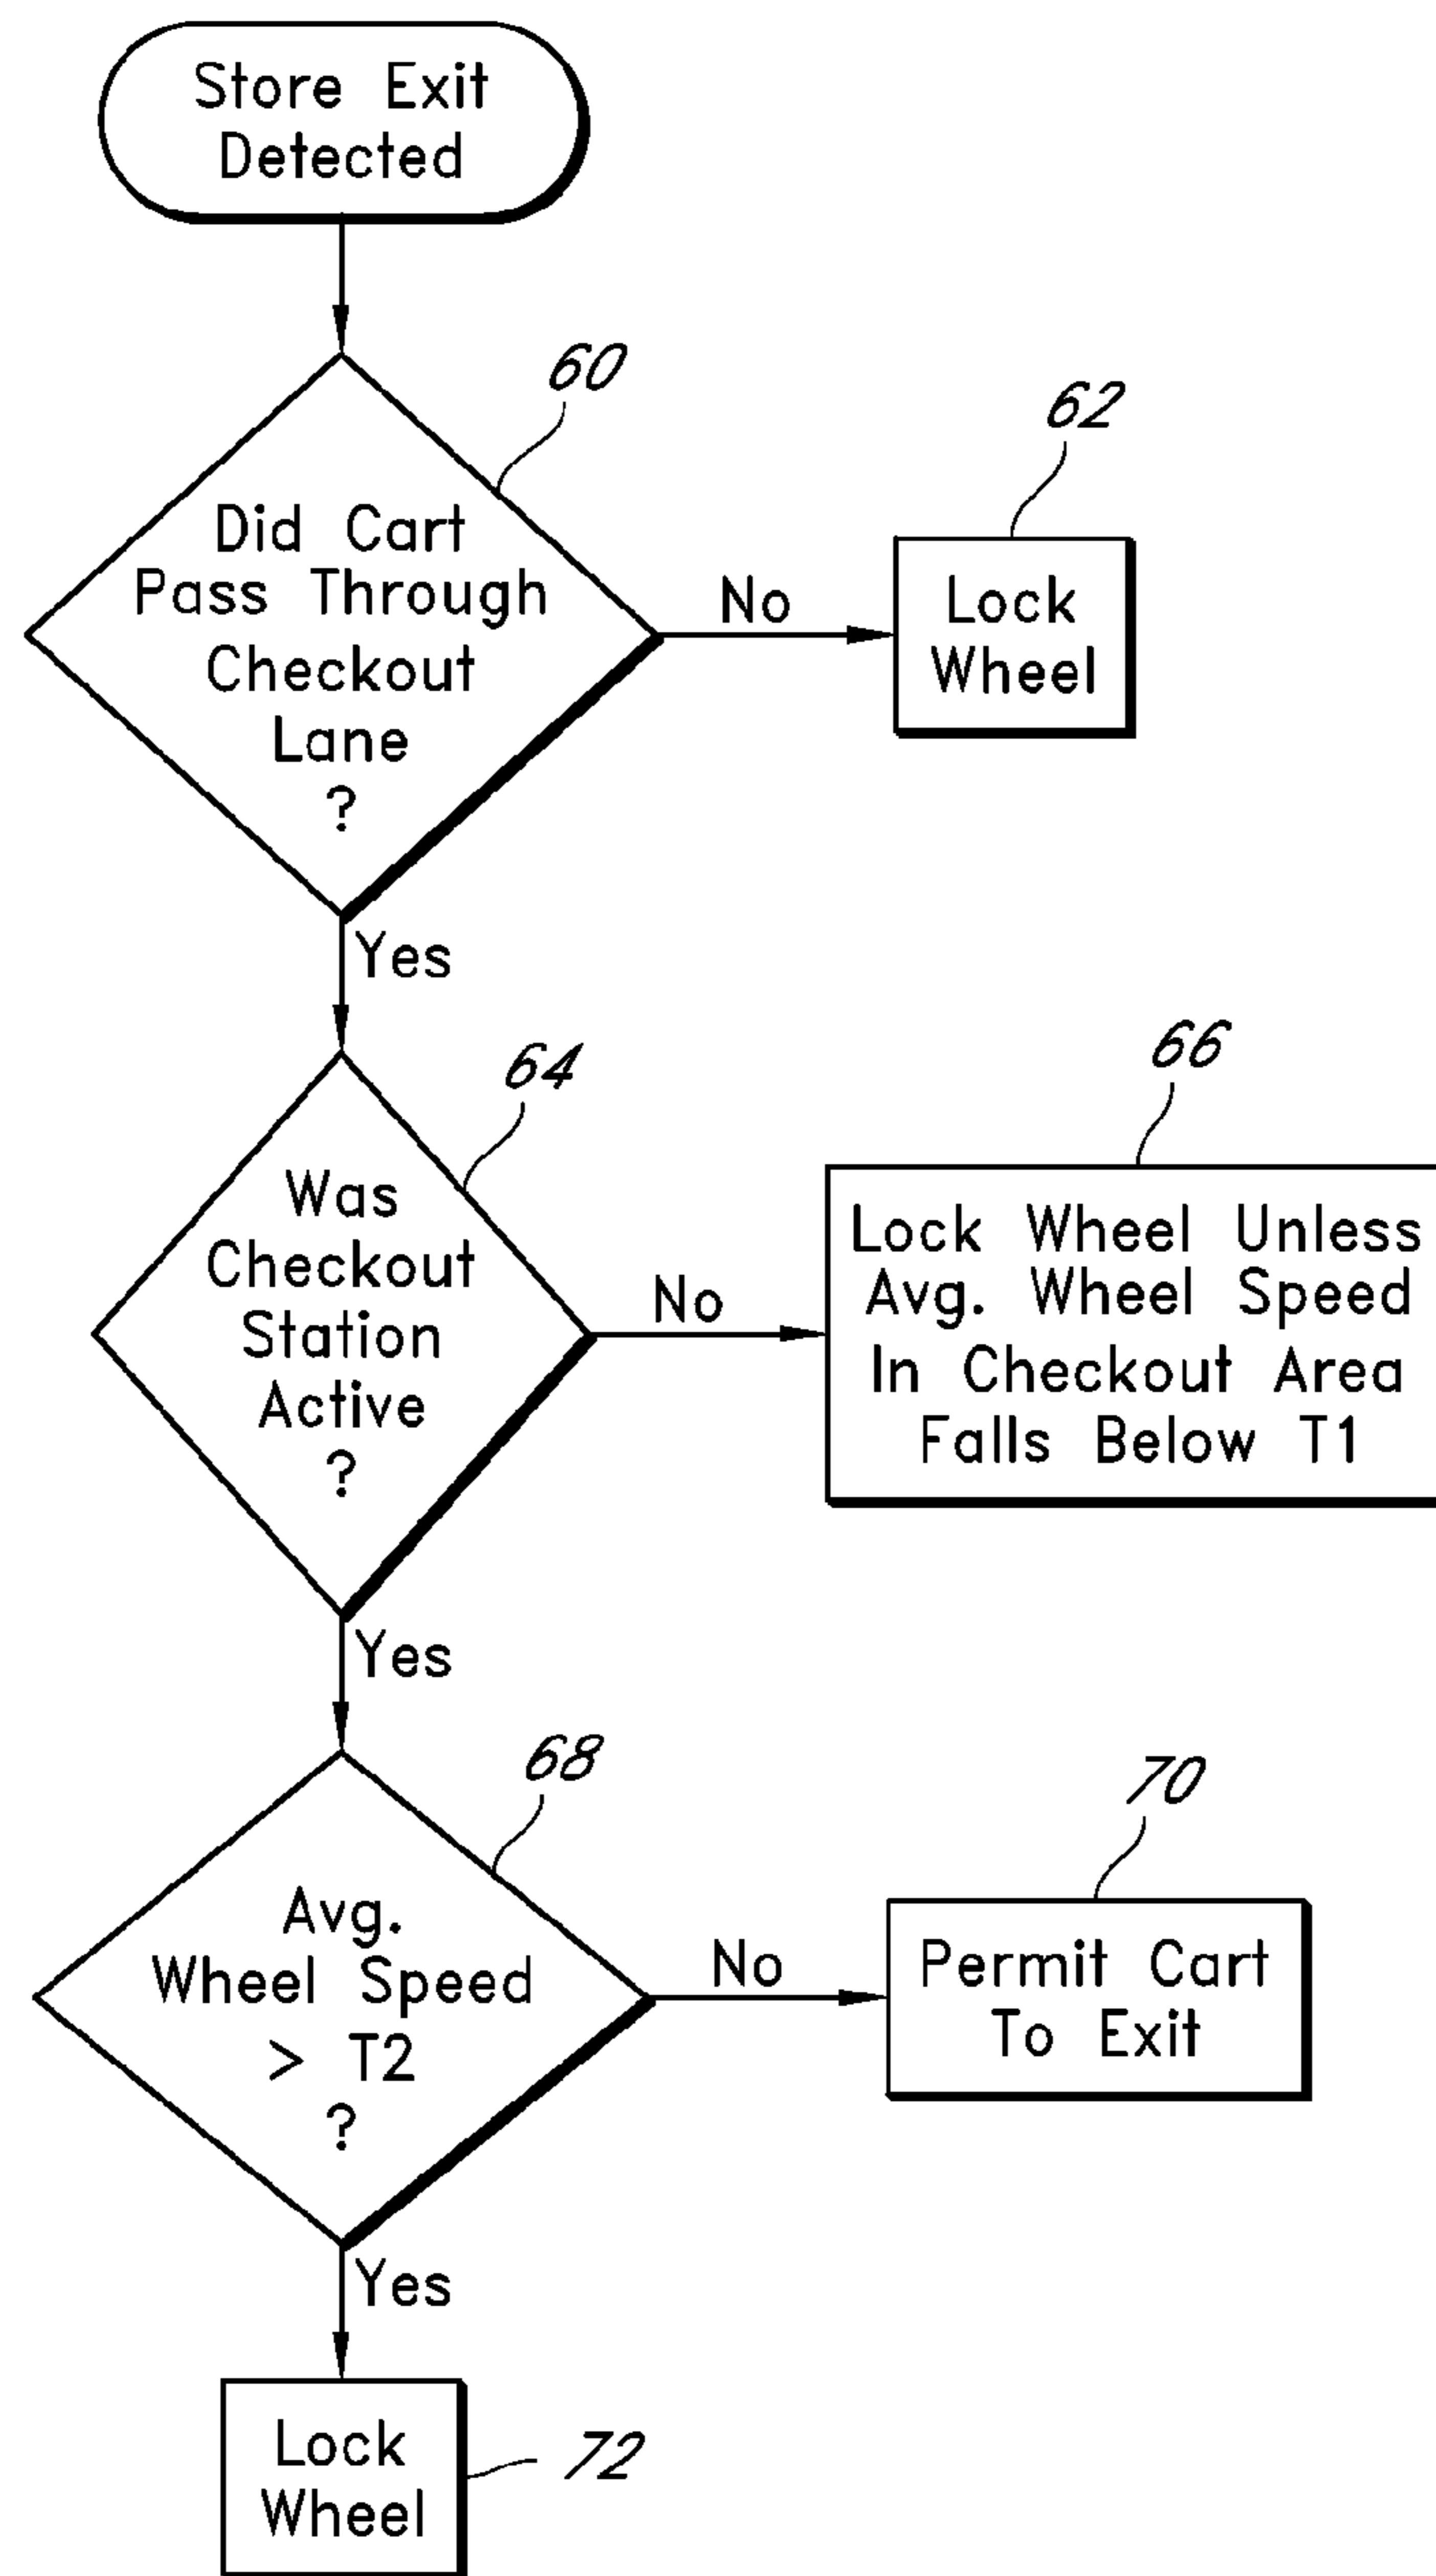 Store Exit
Detected
60
Did Cart
Pass Through
Checkout
Lane
?
No
62
Lock
Wheel
Yes
64
Was
Checkout
Station
Active
?
No
66
Lock Wheel Unless
Avg. Wheel Speed
In Checkout Area
Falls Below T1
Yes
68
Avg.
Wheel Speed
> T2
?
No
70
Permit Cart
To Exit
Yes
Lock
Wheel
72